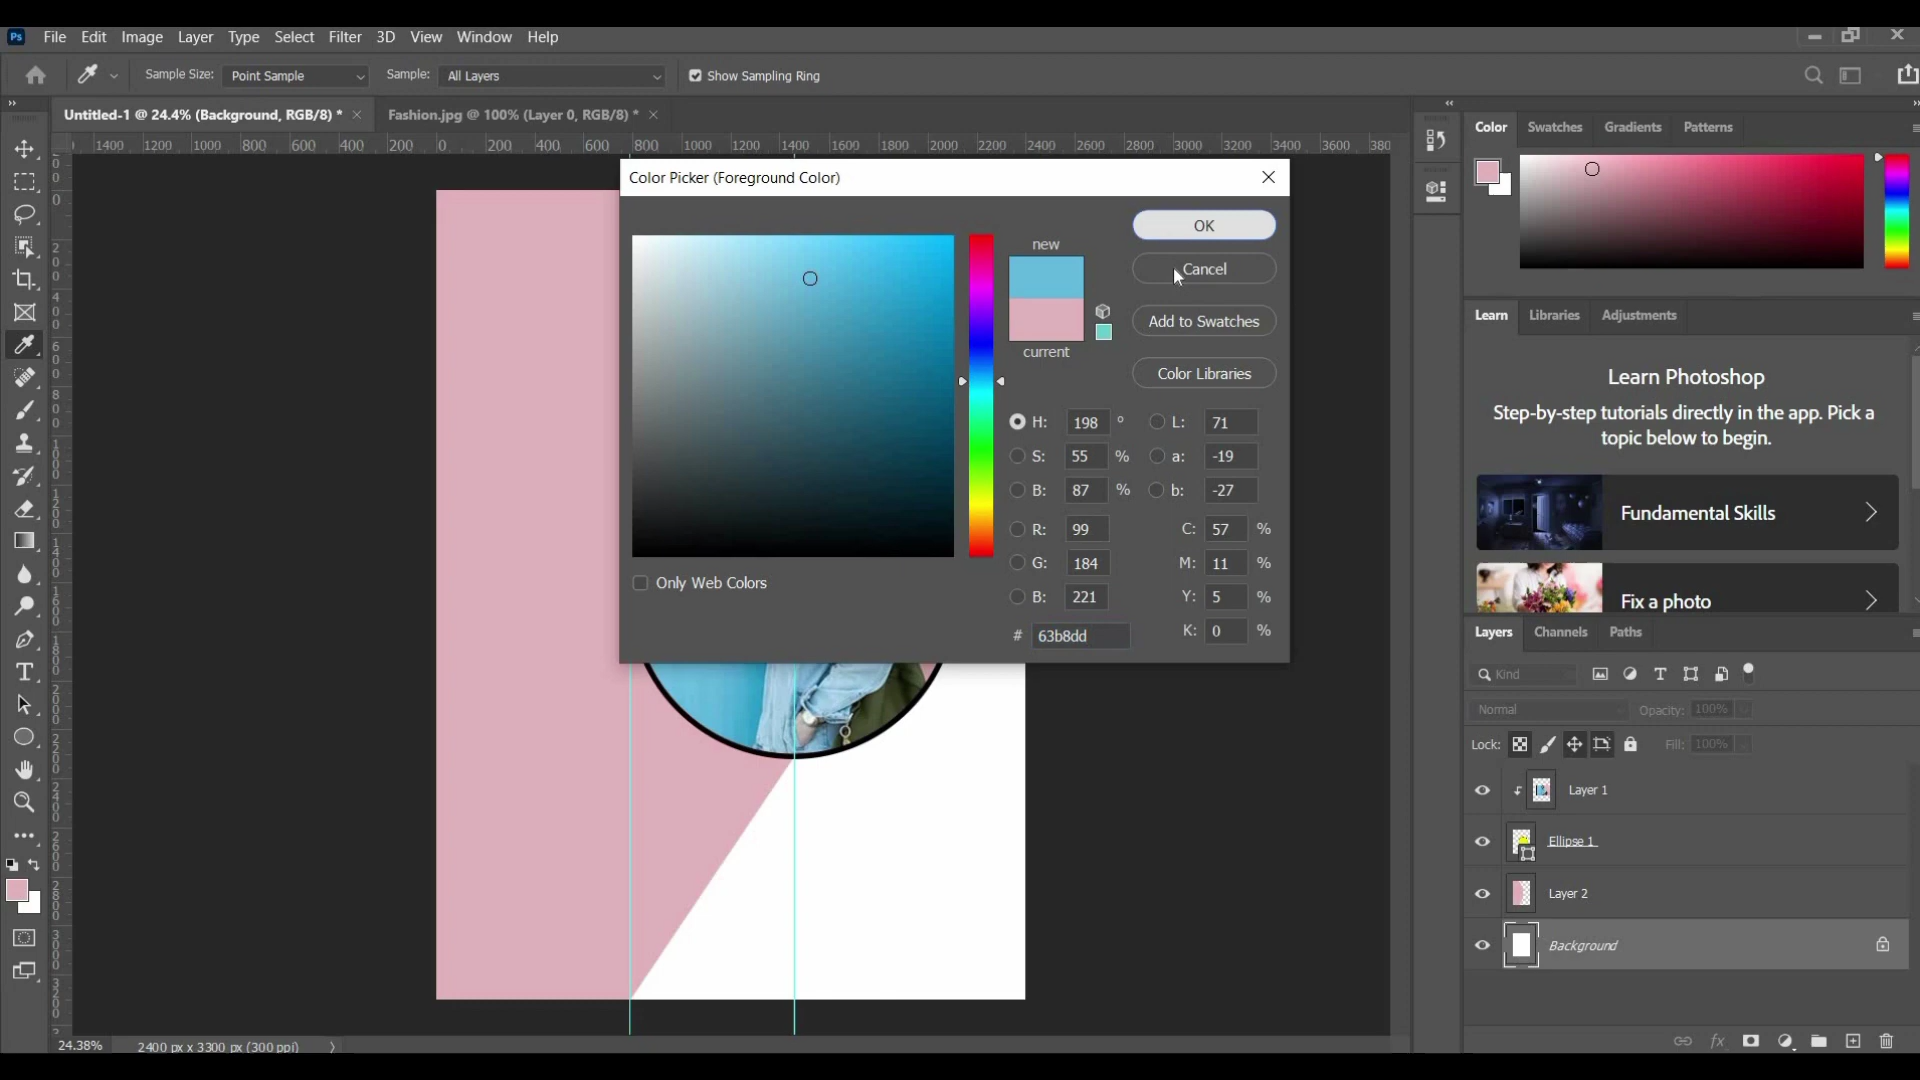 Ps File Edit Image Layer Type Select Filter 3D View Window Help
Sample Size: Point Sample Sample: All Layers Show Sampling Ring
Untitled-1 @ 24.4% (Background, RGB/8) * Fashion.jpg @ 100% (Layer 0, RGB/8) *
1400 1200 1000 800 600 400 200 0 200 400 600 800 1000 1200 1400 1600 1800 2000 2200 2400 2600 2800 3000 3200 3400 3600 380
Color Picker (Foreground Color)
new
current
OK
Cancel
Add to Swatches
Color Libraries
H: 198 ° L: 71
S: 55 % a: -19
B: 87 % b: -27
R: 99 C: 57 %
G: 184 M: 11 %
B: 221 Y: 5 %
# 63b8dd K: 0 %
Only Web Colors
Color Swatches Gradients Patterns
Learn Libraries Adjustments
Learn Photoshop
Step-by-step tutorials directly in the app. Pick a
topic below to begin.
Fundamental Skills
Fix a photo
Layers Channels Paths
Kind
Normal Opacity: 100%
Lock: Fill: 100%
Layer 1
Ellipse 1
Layer 2
Background
fx
24.38% 2400 px x 3300 px (300 ppi)